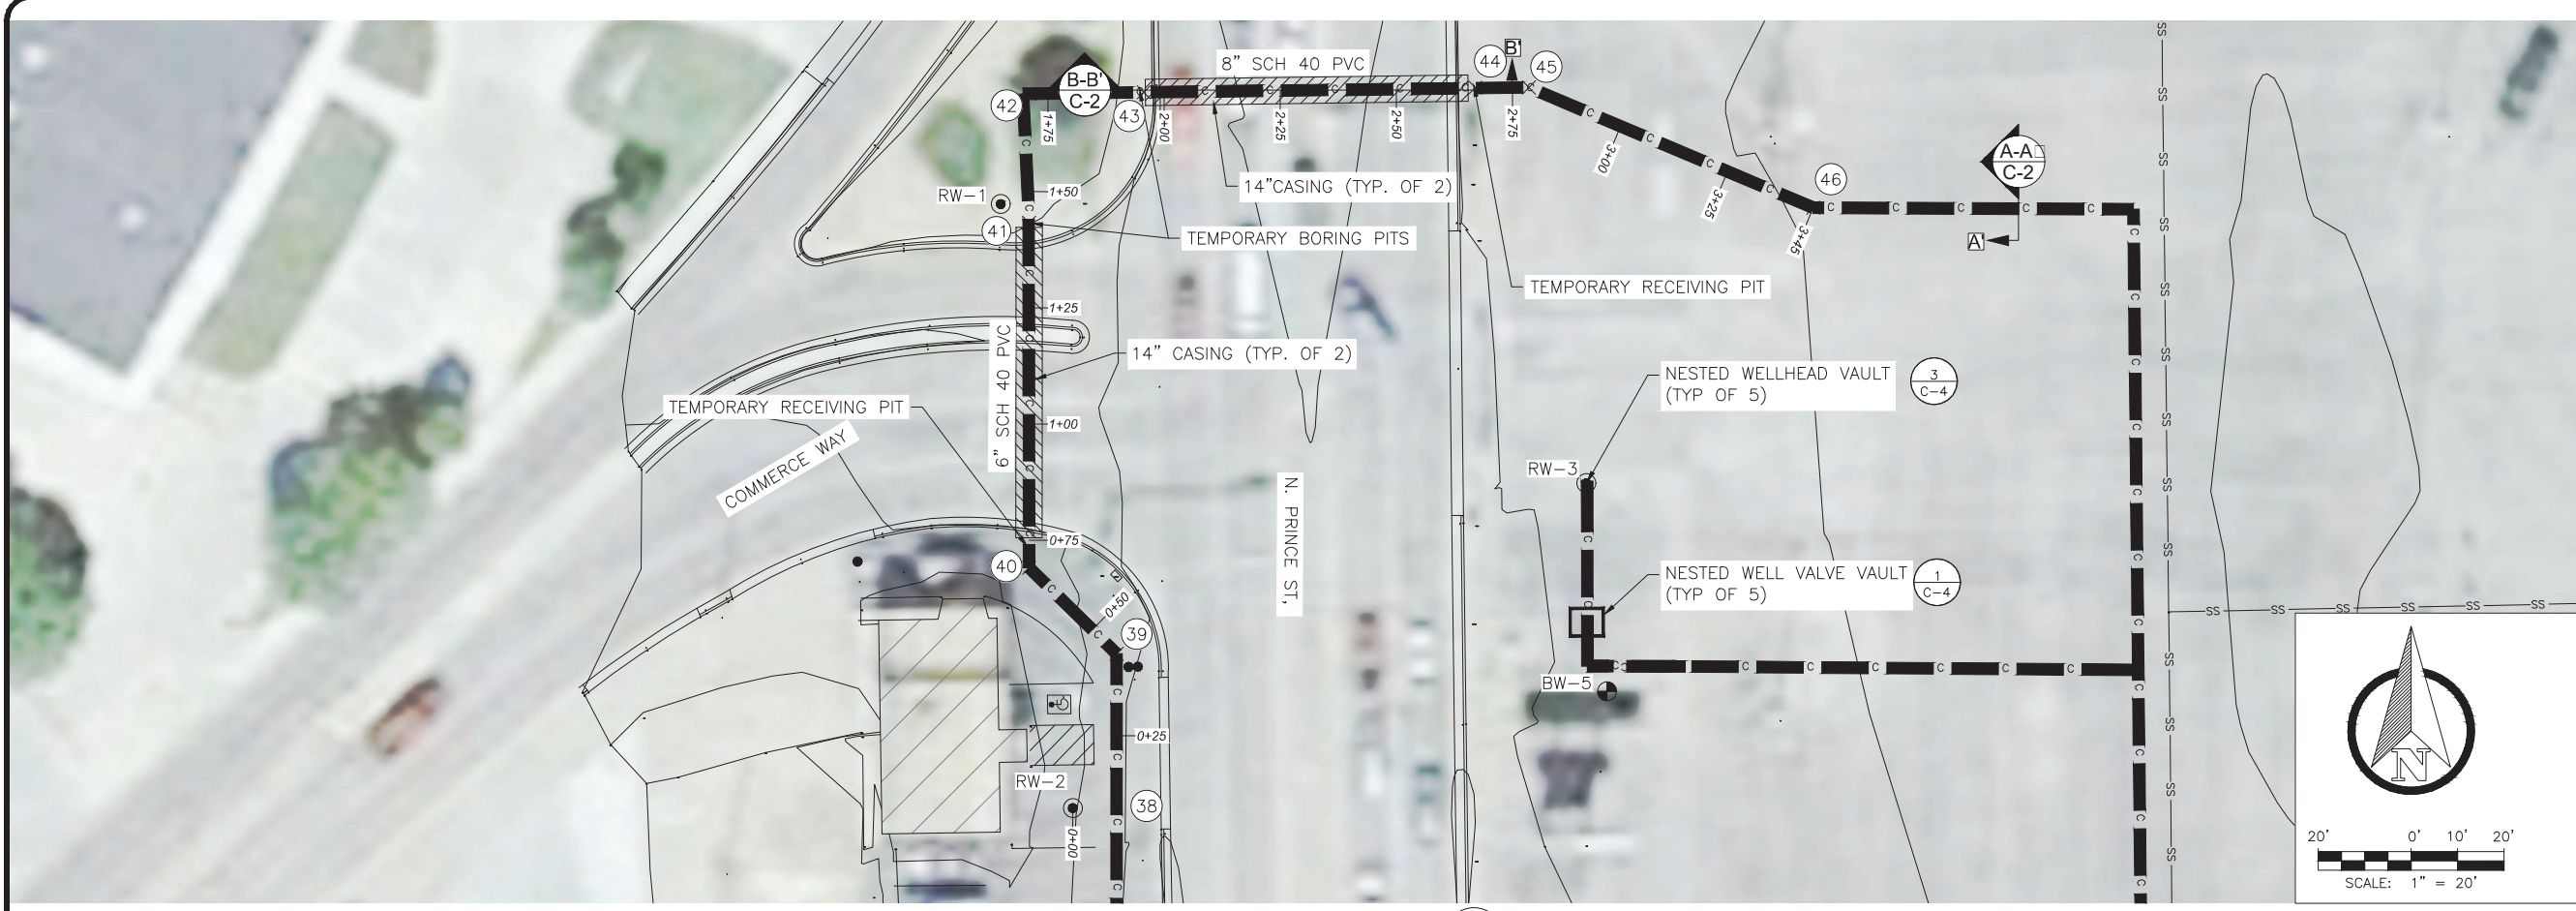 8" SCH 40 PVC
44
B'
45
B-B'
C-2
42
43
1+75
2+00
2+25
2+50
2+75
3+00
3+25
3+45
46
A-A
C-2
A'
14"CASING (TYP. OF 2)
RW-1
1+50
41
TEMPORARY BORING PITS
TEMPORARY RECEIVING PIT
1+25
6" SCH 40 PVC
14" CASING (TYP. OF 2)
NESTED WELLHEAD VAULT
(TYP OF 5)
3
C-4
TEMPORARY RECEIVING PIT
1+00
COMMERCE WAY
RW-3
N. PRINCE ST,
0+75
40
NESTED WELL VALVE VAULT
(TYP OF 5)
1
C-4
0+50
39
BW-5
0+25
RW-2
38
0+00
C
SS
N
20' 0' 10' 20'
SCALE: 1" = 20'